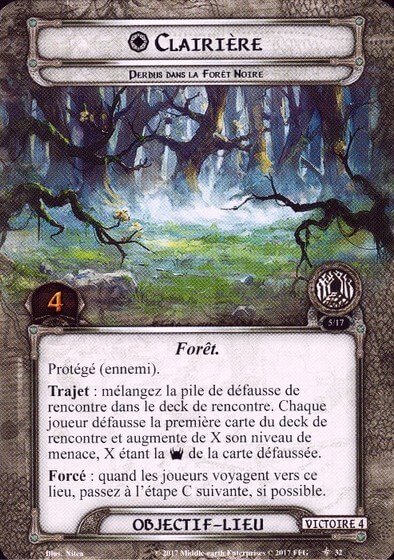 Clairière
Perdus dans la Forêt Noire
4
5/17
Forêt.
Protégé (ennemi).
Trajet : mélangez la pile de défausse de
rencontre dans le deck de rencontre. Chaque
joueur défausse la première carte du deck de
rencontre et augmente de X son niveau de
menace, X étant la de la carte défaussée.
Forcé : quand les joueurs voyagent vers ce
lieu, passez à l'étape C suivante, si possible.
OBJECTIF-LIEU
VICTOIRE 4
Illus. Niten
© 2017 Middle-earth Enterprises © 2017 FFG
32